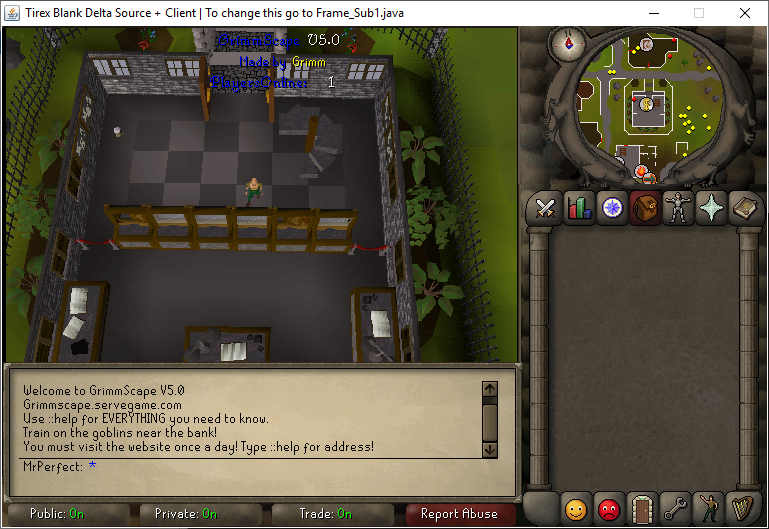 Tirex Blank Delta Source + Client | To change this go to Frame_Sub1.java
GrimmScape V5.0
Made by Grimm
Players Online: 1
Welcome to GrimmScape V5.0
Grimmscape.servegame.com
Use ::help for EVERYTHING you need to know.
Train on the goblins near the bank!
You must visit the website once a day! Type ::help for address!
MrPerfect: *
Public: On Private: On Trade: On Report Abuse